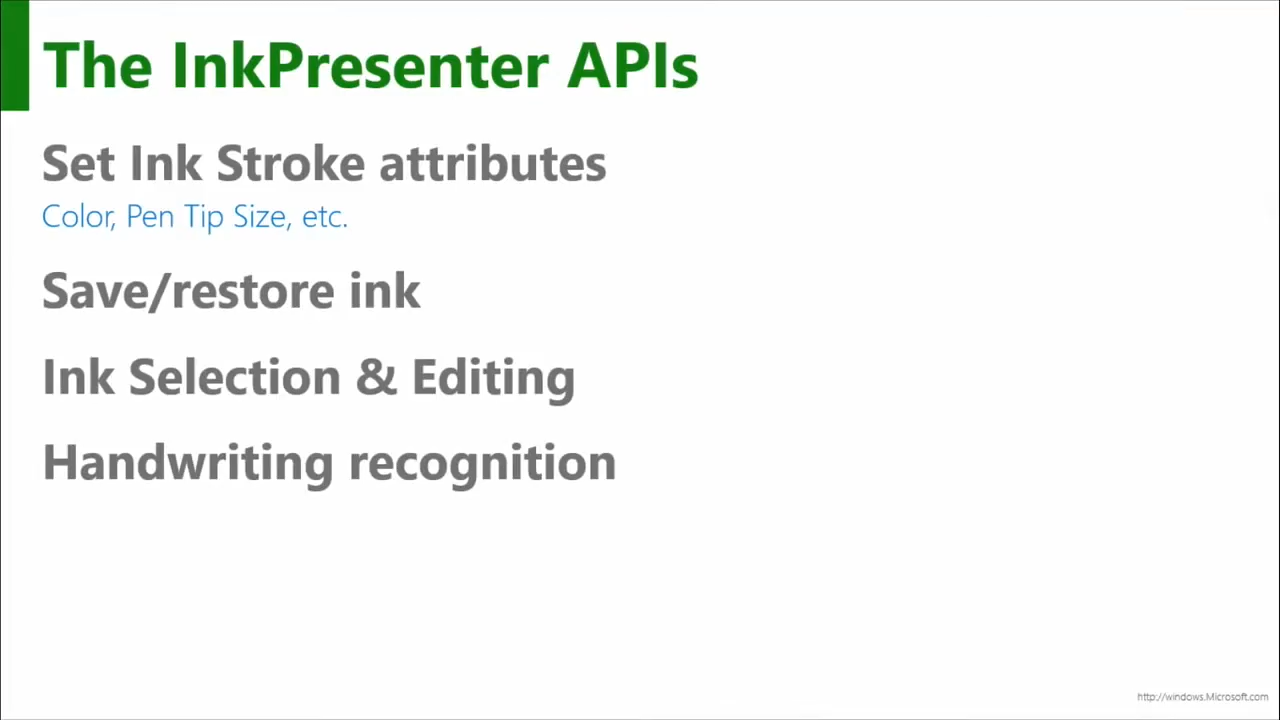 The InkPresenter APIs
Set Ink Stroke attributes
Color, Pen Tip Size, etc.
Save/restore ink
Ink Selection & Editing
Handwriting recognition
http://windows.Microsoft.com